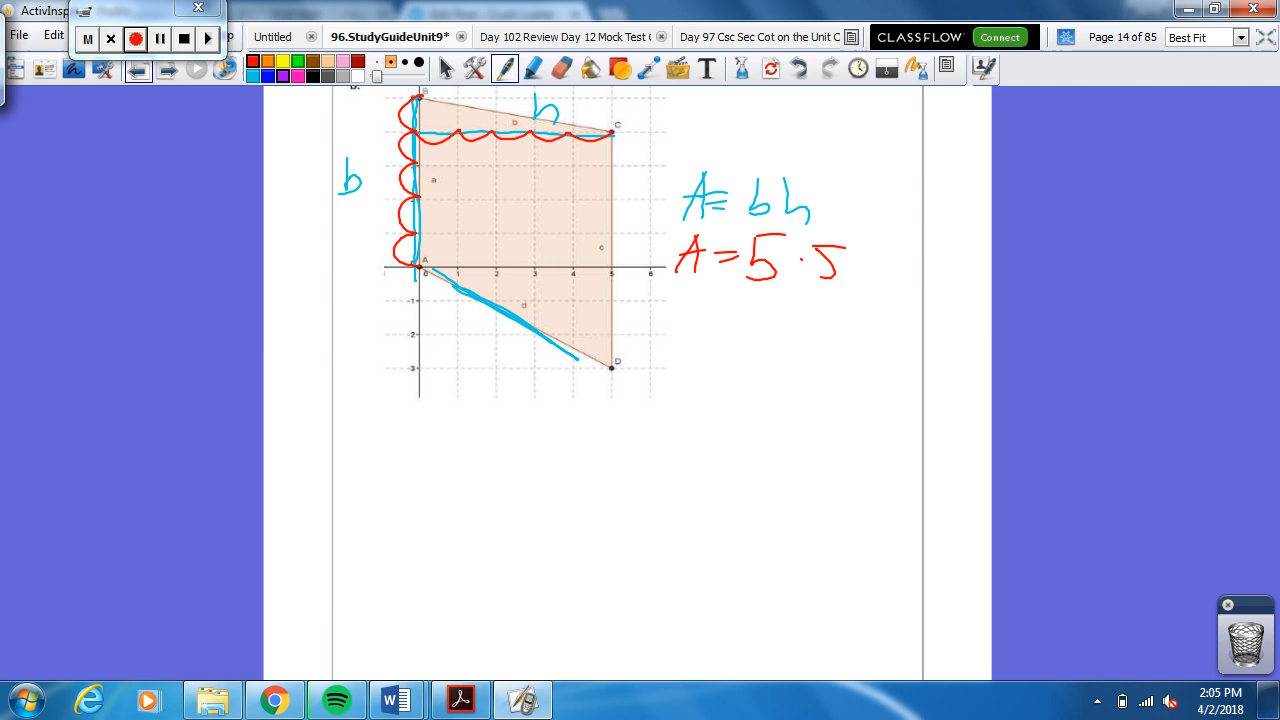 ActivInsp
File Edit
M
lp
Untitled
96.StudyGuideUnit9*
Day 102 Review Day 12 Mock Test (
Day 97 Csc Sec Cot on the Unit C
CLASSFLOW
Connect
Page 14 of 85
Best Fit
B
h
b
C
b
a
A = bh
A = 5 · 5
c
A
0 1 2 3 4 5 6
d
-1
-2
D
-3
2:05 PM
4/2/2018